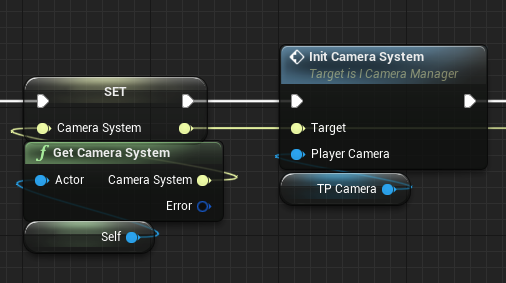 SET
Camera System
f Get Camera System
Actor
Camera System
Error
Self
Init Camera System
Target is I Camera Manager
Target
Player Camera
TP Camera